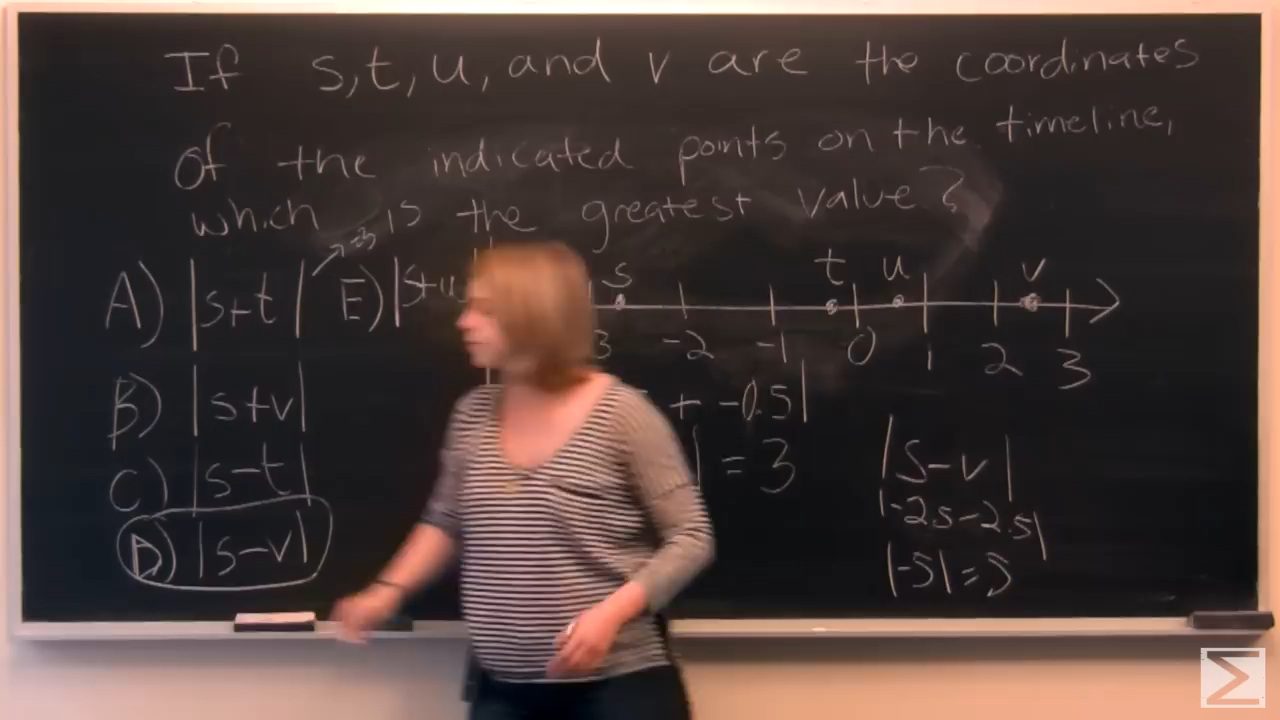 If s,t, u, and v are the coordinates
of the indicated points on the timeline,
which is the greatest value?
A) |s+t|
E) |s+u
s t u v
3 -2 -1 0 1 2 3
B) |s+v|
+ -0.5|
C) |s-t|
| = 3
D) |s-v|
|s-v|
|-2.5-2.5|
|-5|=5
Σ